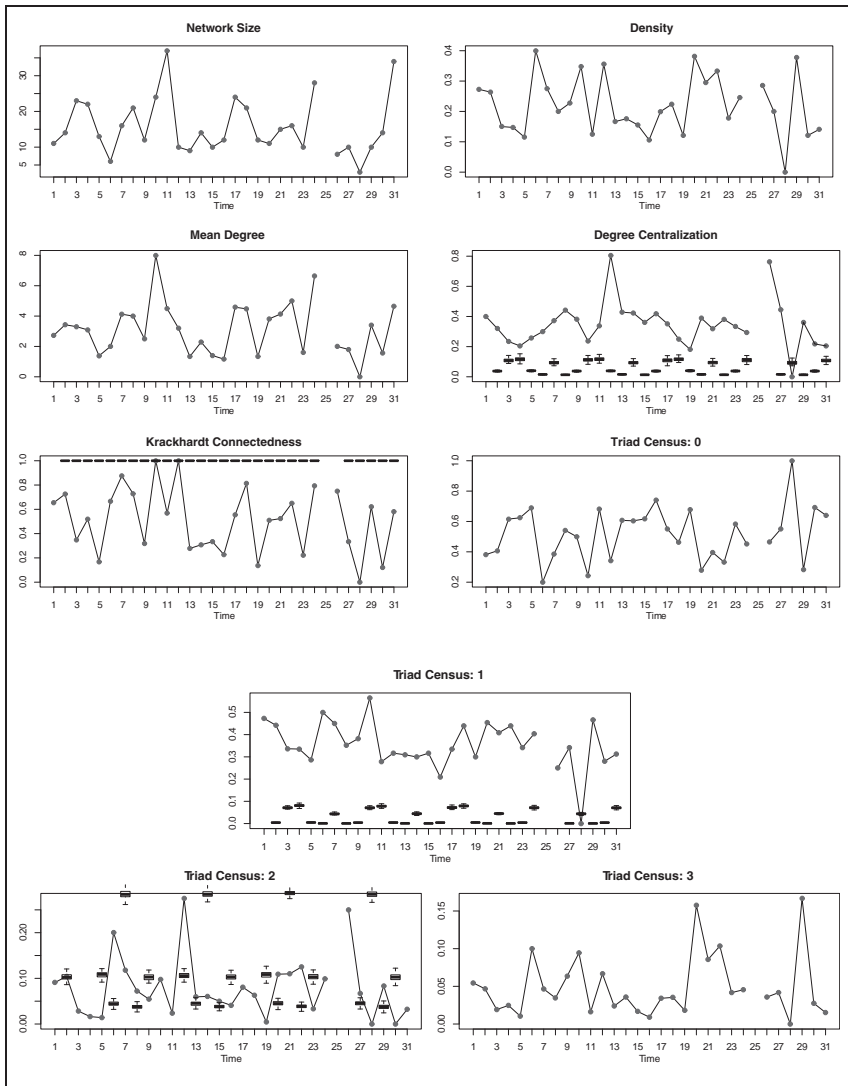 Network Size
5
10
20
30
1 3 5 7 9 11 13 15 17 19 21 23 25 27 29 31
Time
Density
0.0
0.1
0.2
0.3
0.4
1 3 5 7 9 11 13 15 17 19 21 23 25 27 29 31
Time
Mean Degree
0
2
4
6
8
1 3 5 7 9 11 13 15 17 19 21 23 25 27 29 31
Time
Degree Centralization
0.0
0.2
0.4
0.6
0.8
1 3 5 7 9 11 13 15 17 19 21 23 25 27 29 31
Time
Krackhardt Connectedness
0.0
0.2
0.4
0.6
0.8
1.0
1 3 5 7 9 11 13 15 17 19 21 23 25 27 29 31
Time
Triad Census: 0
0.2
0.4
0.6
0.8
1.0
1 3 5 7 9 11 13 15 17 19 21 23 25 27 29 31
Time
Triad Census: 1
0.0
0.1
0.2
0.3
0.4
0.5
1 3 5 7 9 11 13 15 17 19 21 23 25 27 29 31
Time
Triad Census: 2
0.00
0.10
0.20
1 3 5 7 9 11 13 15 17 19 21 23 25 27 29 31
Time
Triad Census: 3
0.00
0.05
0.10
0.15
1 3 5 7 9 11 13 15 17 19 21 23 25 27 29 31
Time